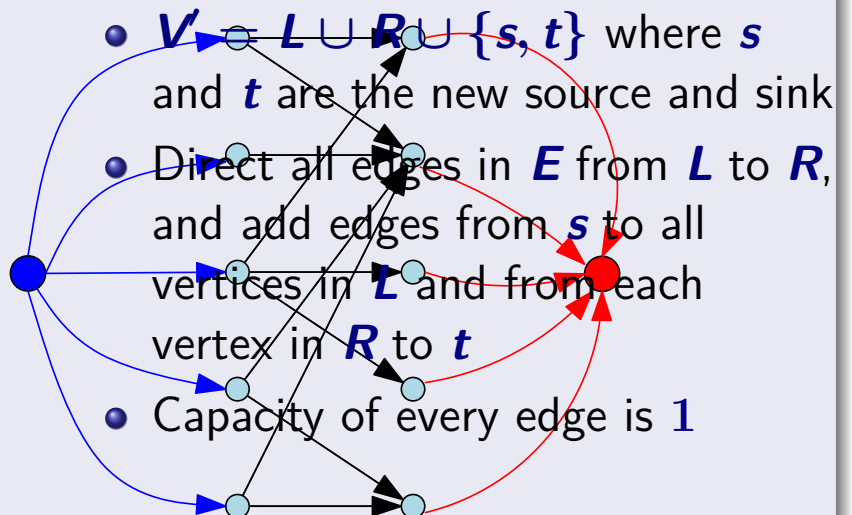 V′ = L ∪ R ∪ {s, t} where s
and t are the new source and sink
Direct all edges in E from L to R,
and add edges from s to all
vertices in L and from each
vertex in R to t
Capacity of every edge is 1